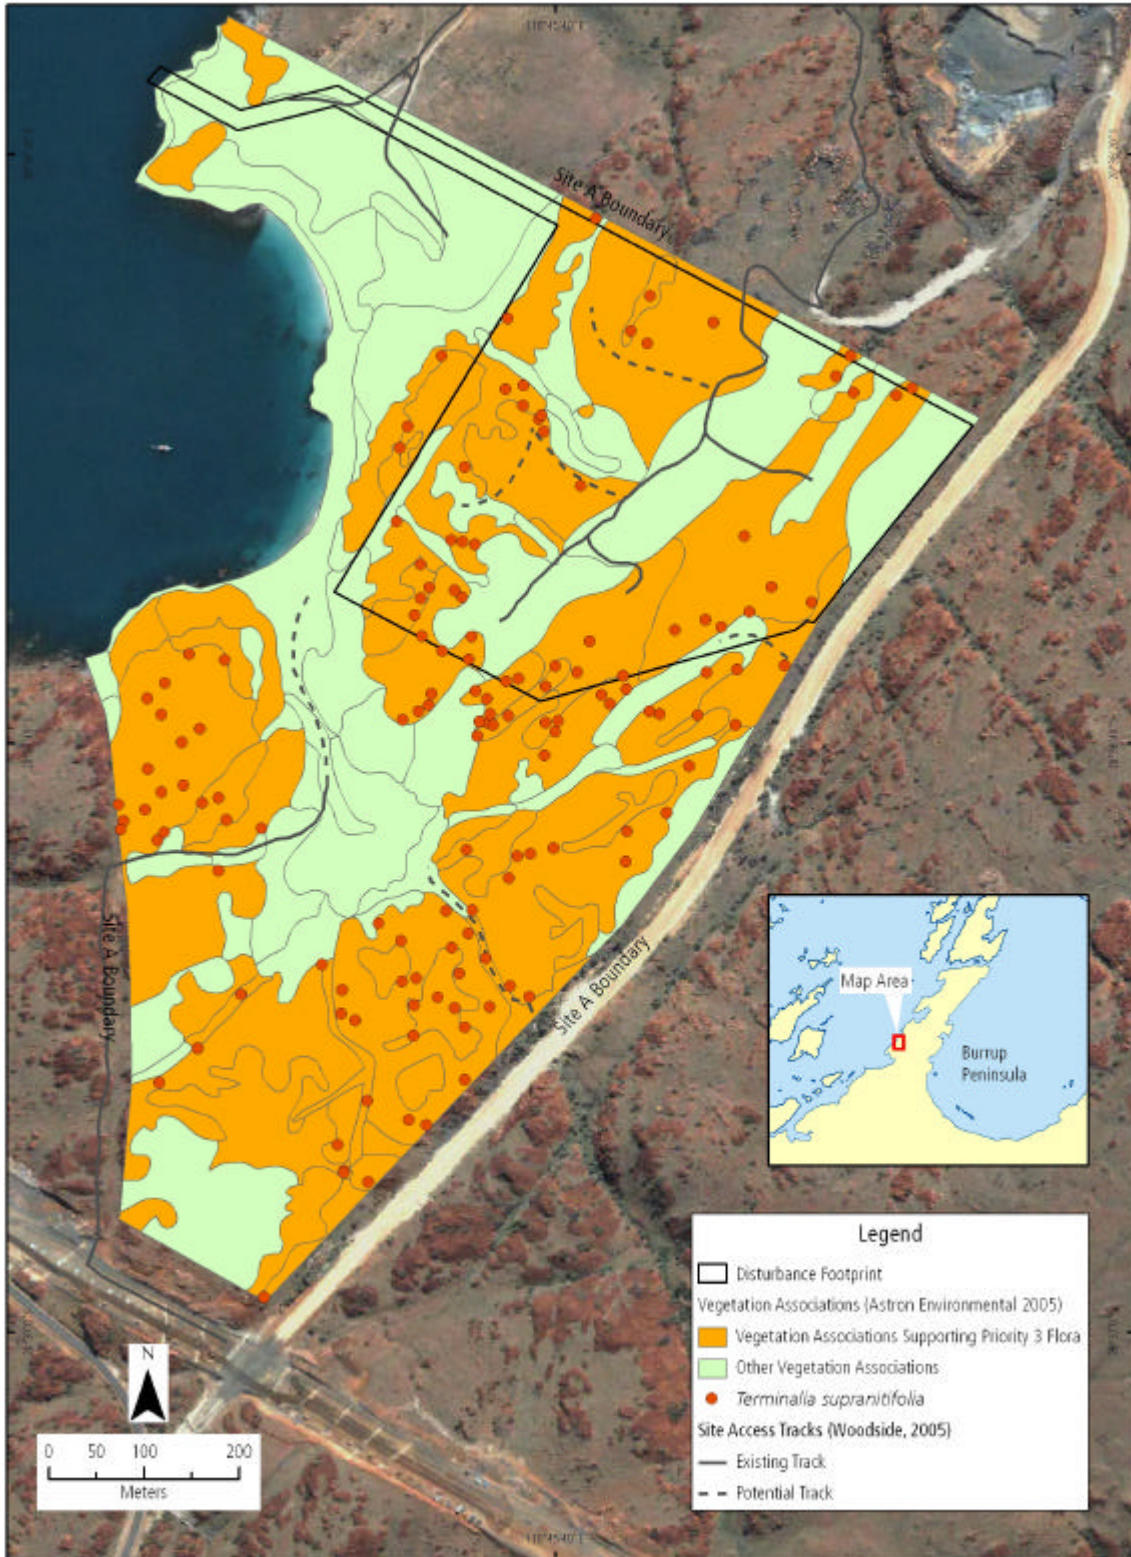 Site A Boundary
Site A Boundary
Site A Boundary
Map Area
Burrup
Peninsula
Legend
Disturbance Footprint
Vegetation Associations (Astron Environmental 2005)
Vegetation Associations Supporting Priority 3 Flora
Other Vegetation Associations
Terminalia supranitifolia
Site Access Tracks (Woodside, 2005)
Existing Track
Potential Track
N
0 50 100 200
Meters